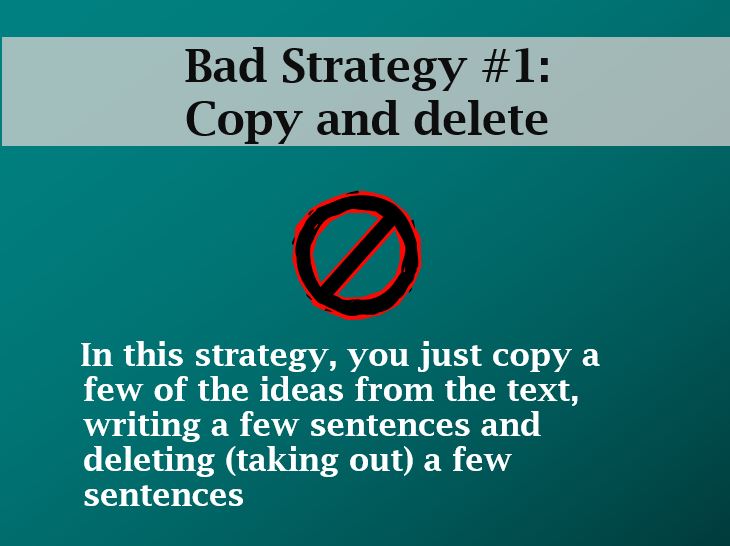 Bad Strategy #1:
Copy and delete
In this strategy, you just copy a
few of the ideas from the text,
writing a few sentences and
deleting (taking out) a few
sentences